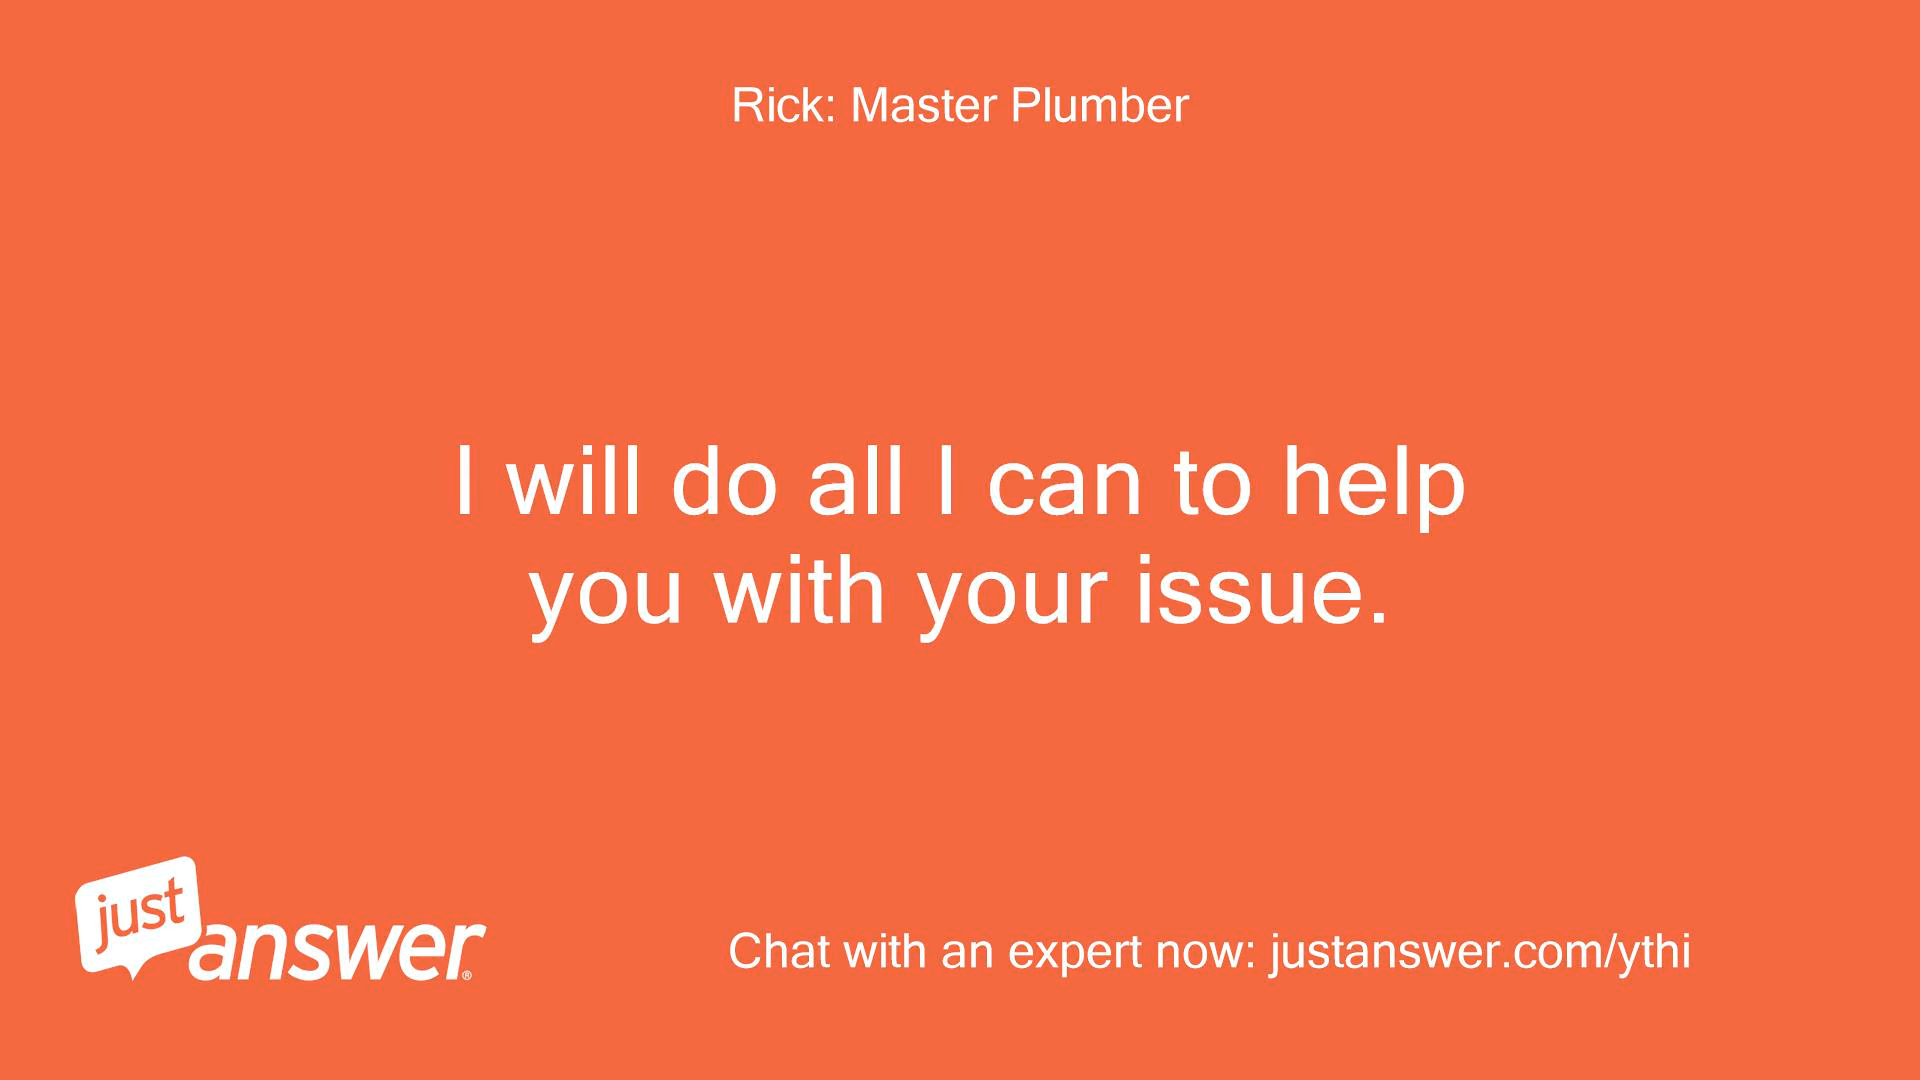 Rick: Master Plumber
I will do all I can to help
you with your issue.
just
answer®
Chat with an expert now: justanswer.com/ythi